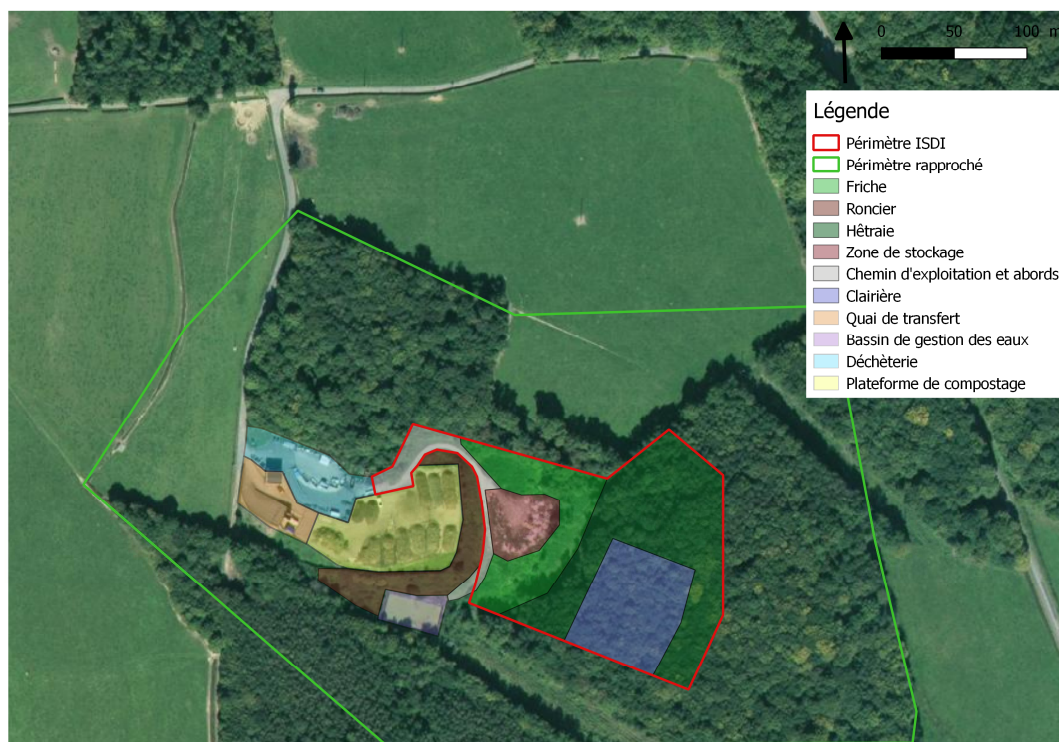 0 50 100 m
Légende
Périmètre ISDI
Périmètre rapproché
Friche
Roncier
Hêtraie
Zone de stockage
Chemin d'exploitation et abords
Clairière
Quai de transfert
Bassin de gestion des eaux
Déchèterie
Plateforme de compostage